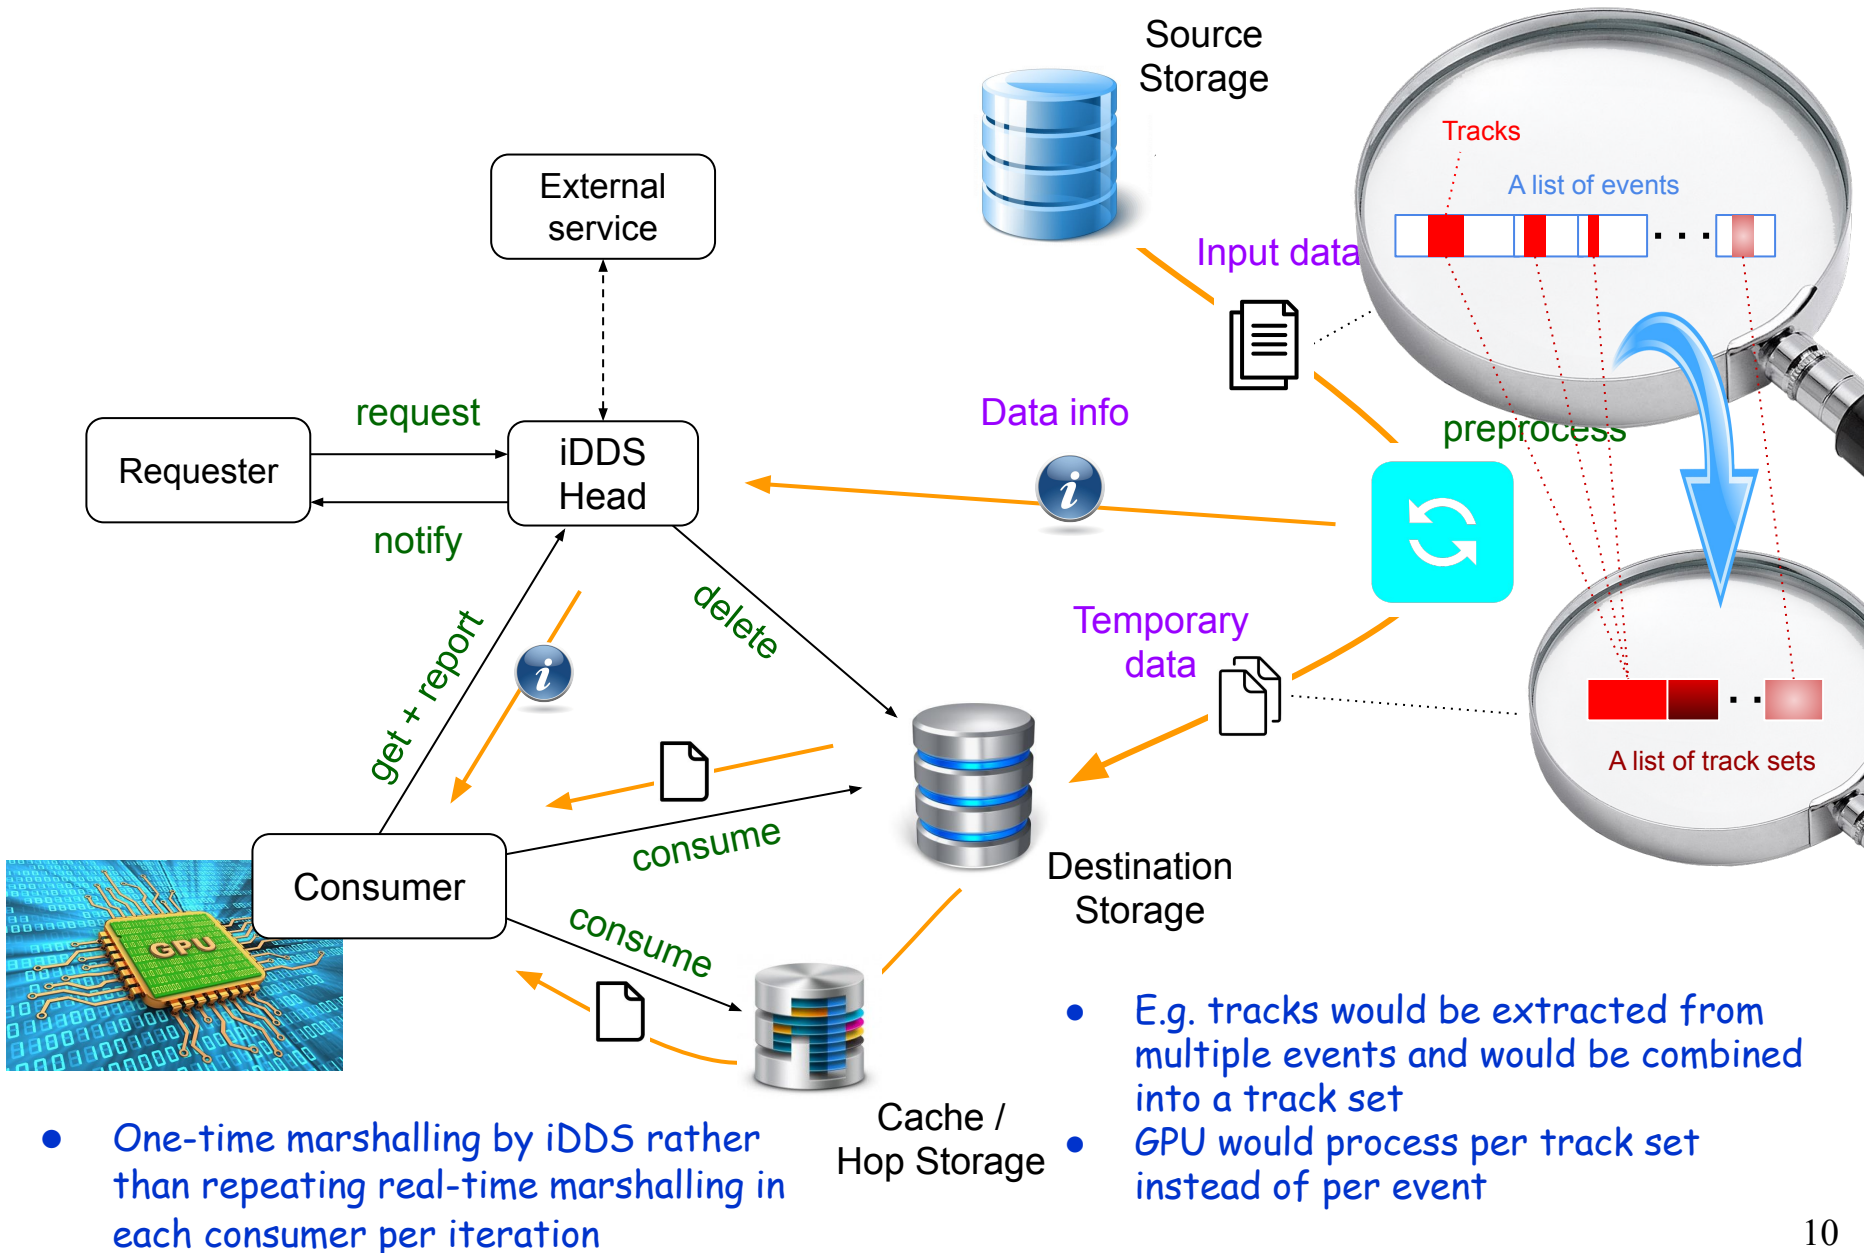 Source
Storage
Tracks
A list of events
External
service
Input data
Data info
request
Requester
iDDS
Head
notify
preprocess
delete
get + report
Temporary
data
A list of track sets
consume
Consumer
Destination
Storage
GPU
consume
Cache /
Hop Storage
● E.g. tracks would be extracted from
multiple events and would be combined
into a track set
● GPU would process per track set
instead of per event
● One-time marshalling by iDDS rather
than repeating real-time marshalling in
each consumer per iteration
10